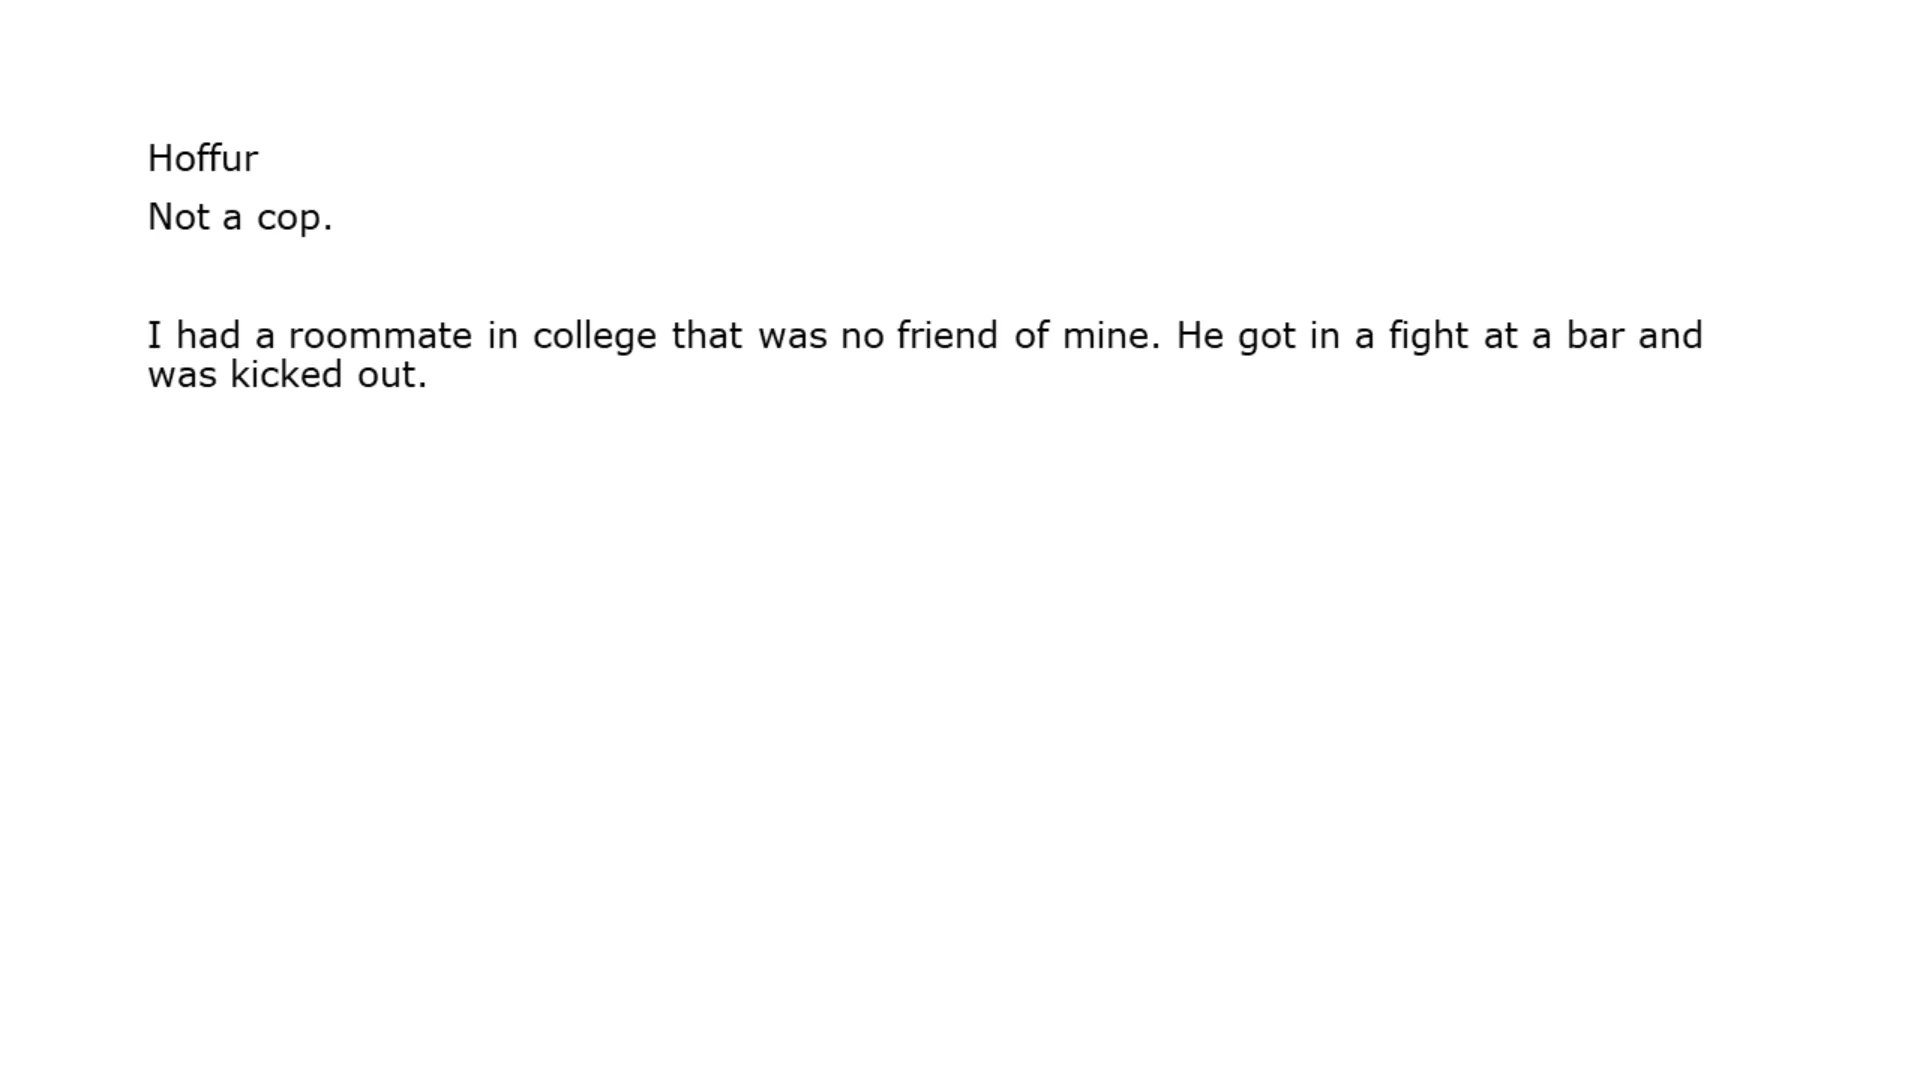 Hoffur
Not a cop.
I had a roommate in college that was no friend of mine. He got in a fight at a bar and
was kicked out.